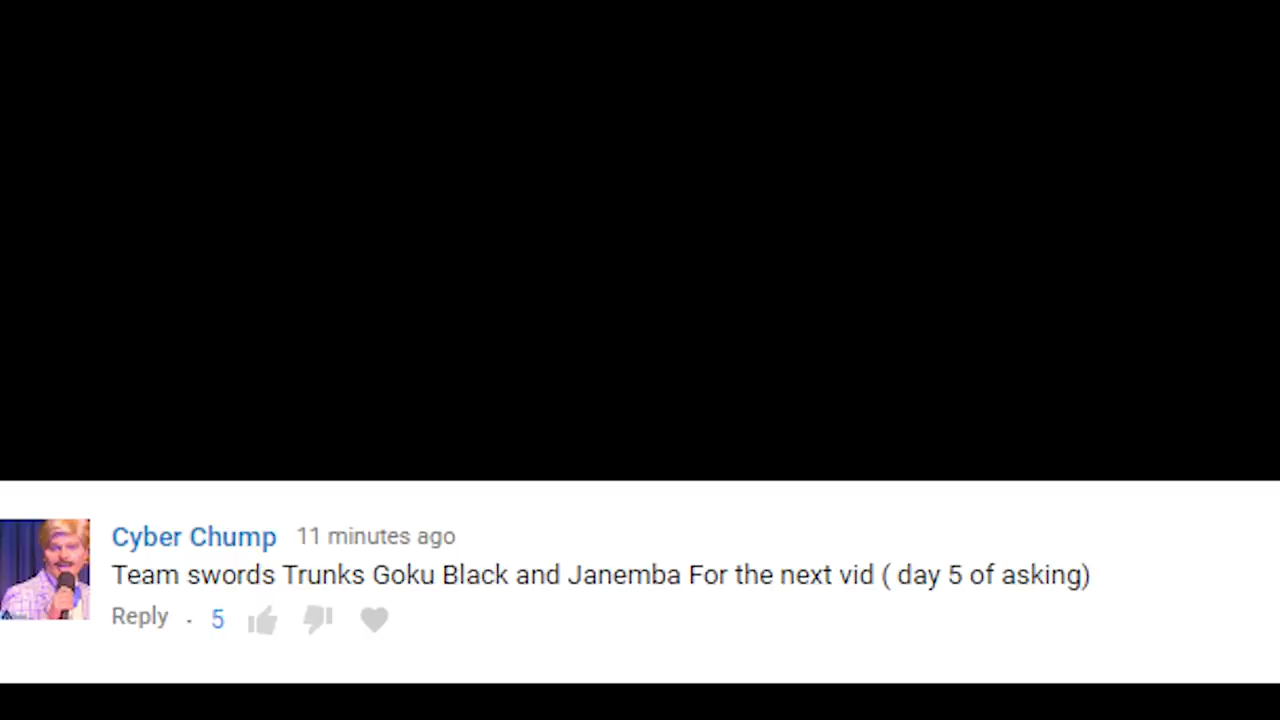 Cyber Chump 11 minutes ago
Team swords Trunks Goku Black and Janemba For the next vid ( day 5 of asking)
Reply . 5